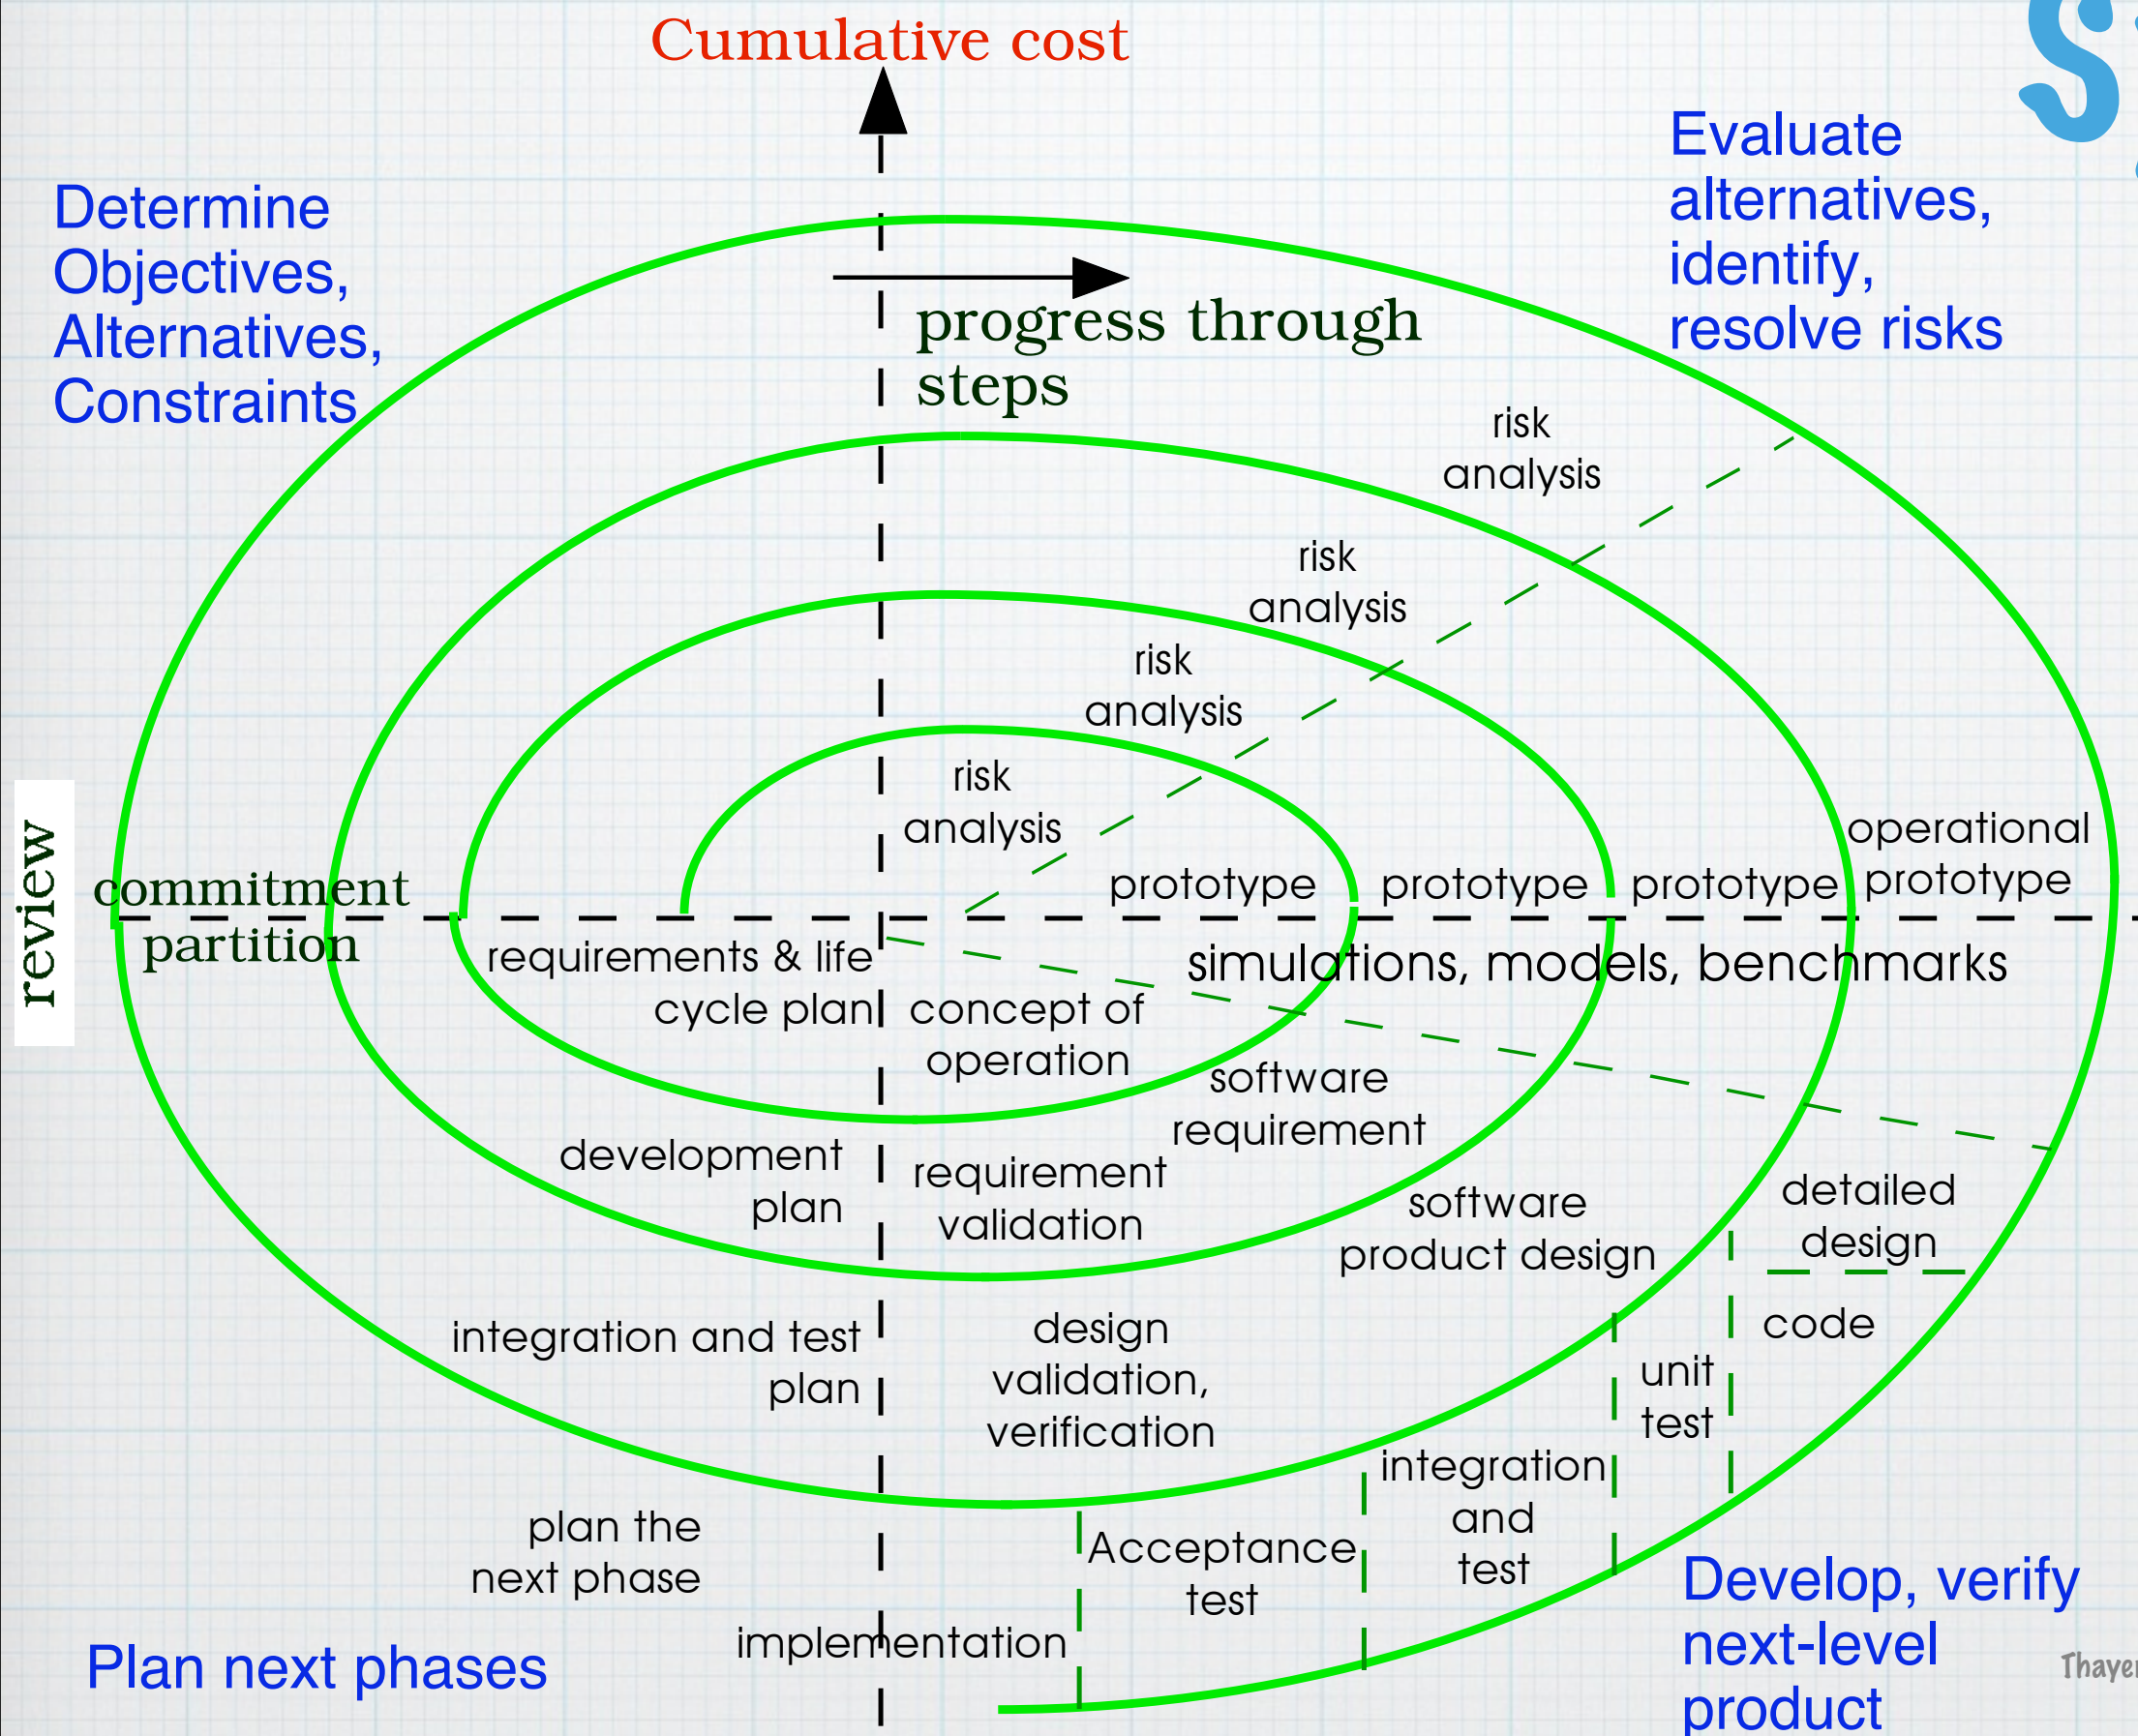 Cumulative cost
Determine
Objectives,
Alternatives,
Constraints
Evaluate
alternatives,
identify,
resolve risks
progress through
steps
risk
analysis
risk
analysis
risk
analysis
risk
analysis
review
commitment
partition
prototype
prototype
prototype
operational
prototype
simulations, models, benchmarks
requirements & life
cycle plan
concept of
operation
software
requirement
development
plan
requirement
validation
software
product design
detailed
design
code
unit
test
integration and test
plan
design
validation,
verification
integration
and
test
Acceptance
test
plan the
next phase
implementation
Plan next phases
Develop, verify
next-level
product